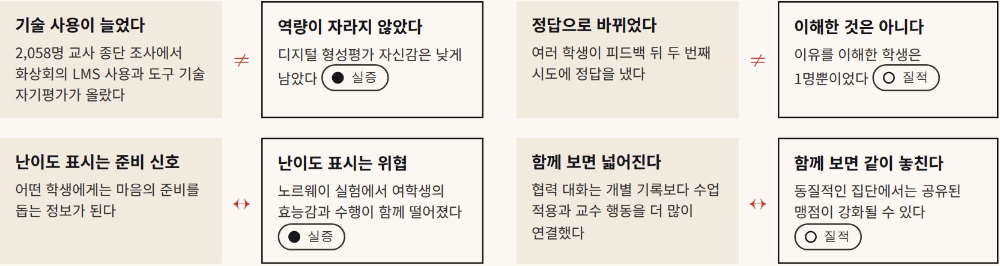 기술 사용이 늘었다
2,058명 교사 종단 조사에서
화상회의 LMS 사용과 도구 기술
자기평가가 올랐다
≠
역량이 자라지 않았다
디지털 형성평가 자신감은 낮게
남았다 ● 실증
정답으로 바뀌었다
여러 학생이 피드백 뒤 두 번째
시도에 정답을 냈다
≠
이해한 것은 아니다
이유를 이해한 학생은
1명뿐이었다 ○ 질적
난이도 표시는 준비 신호
어떤 학생에게는 마음의 준비를
돕는 정보가 된다
↔
난이도 표시는 위협
노르웨이 실험에서 여학생의
효능감과 수행이 함께 떨어졌다
● 실증
함께 보면 넓어진다
협력 대화는 개별 기록보다 수업
적용과 교수 행동을 더 많이
연결했다
↔
함께 보면 같이 놓친다
동질적인 집단에서는 공유된
맹점이 강화될 수 있다
○ 질적